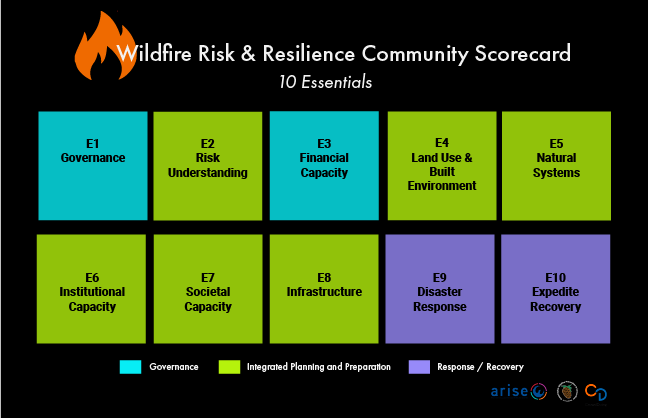 Wildfire Risk & Resilience Community Scorecard
10 Essentials
E1
Governance
E2
Risk
Understanding
E3
Financial
Capacity
E4
Land Use &
Built
Environment
E5
Natural
Systems
E6
Institutional
Capacity
E7
Societal
Capacity
E8
Infrastructure
E9
Disaster
Response
E10
Expedite
Recovery
Governance
Integrated Planning and Preparation
Response / Recovery
arise
CD